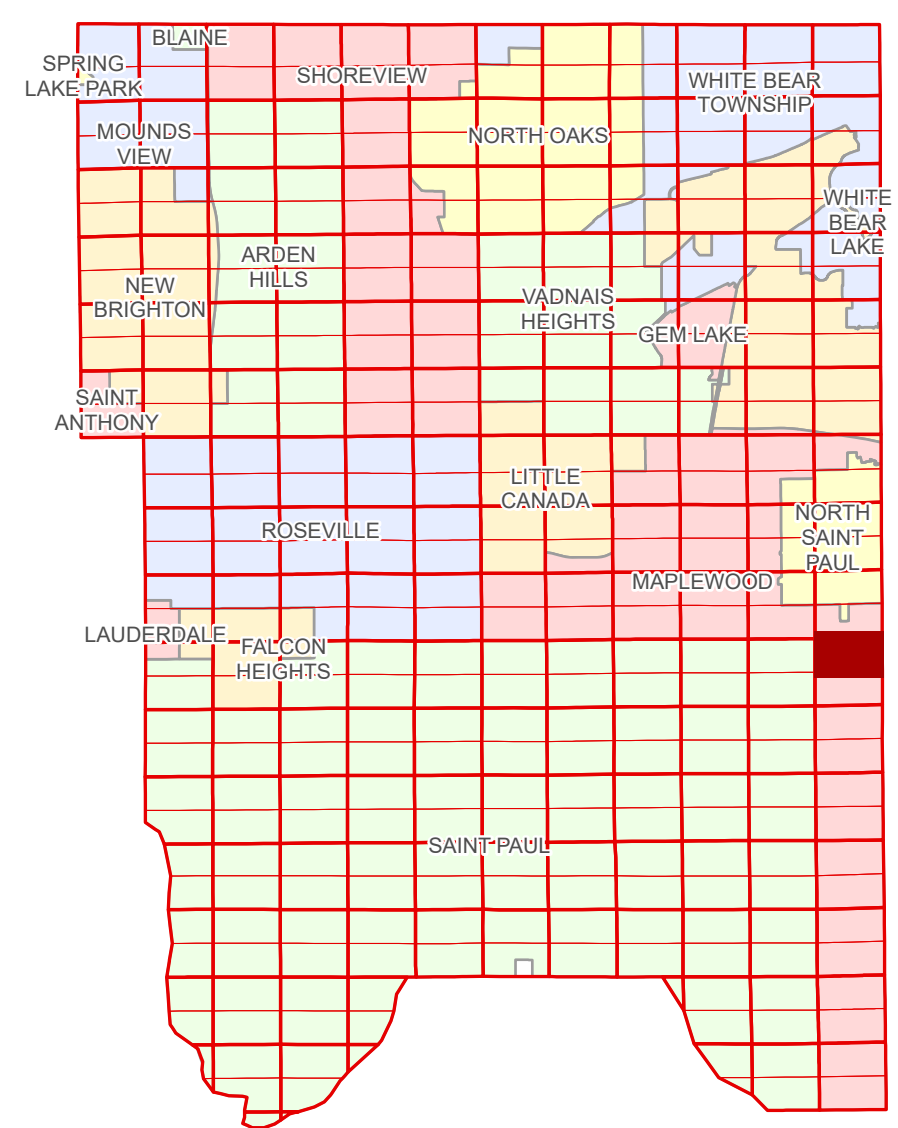 BLAINE
SPRING
LAKE PARK
SHOREVIEW
WHITE BEAR
TOWNSHIP
MOUNDS
VIEW
NORTH OAKS
WHITE
BEAR
LAKE
ARDEN
HILLS
NEW
BRIGHTON
VADNAIS
HEIGHTS
GEM LAKE
SAINT
ANTHONY
LITTLE
CANADA
NORTH
SAINT
PAUL
ROSEVILLE
MAPLEWOOD
LAUDERDALE
FALCON
HEIGHTS
SAINT PAUL